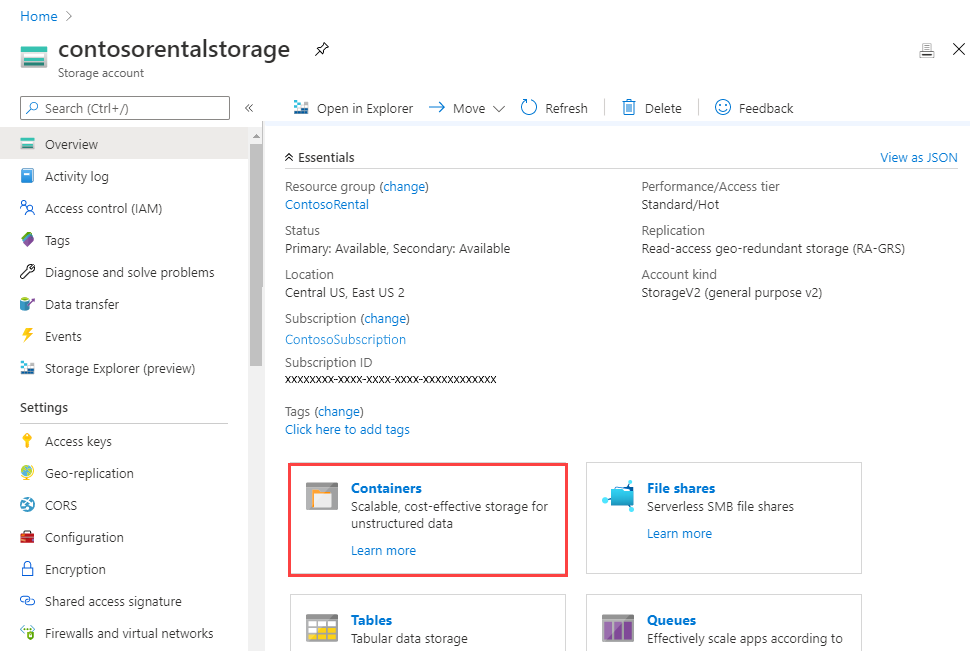 Home >
contosorentalstorage
Storage account
Search (Ctrl+/)
«
Open in Explorer
Move
Refresh
Delete
Feedback
Overview
Activity log
Access control (IAM)
Tags
Diagnose and solve problems
Data transfer
Events
Storage Explorer (preview)
Settings
Access keys
Geo-replication
CORS
Configuration
Encryption
Shared access signature
Firewalls and virtual networks
Essentials
View as JSON
Resource group (change)
ContosoRental
Status
Primary: Available, Secondary: Available
Location
Central US, East US 2
Subscription (change)
ContosoSubscription
Subscription ID
xxxxxxxx-xxxx-xxxx-xxxx-xxxxxxxxxxxx
Tags (change)
Click here to add tags
Performance/Access tier
Standard/Hot
Replication
Read-access geo-redundant storage (RA-GRS)
Account kind
StorageV2 (general purpose v2)
Containers
Scalable, cost-effective storage for
unstructured data
Learn more
File shares
Serverless SMB file shares
Learn more
Tables
Tabular data storage
Queues
Effectively scale apps according to